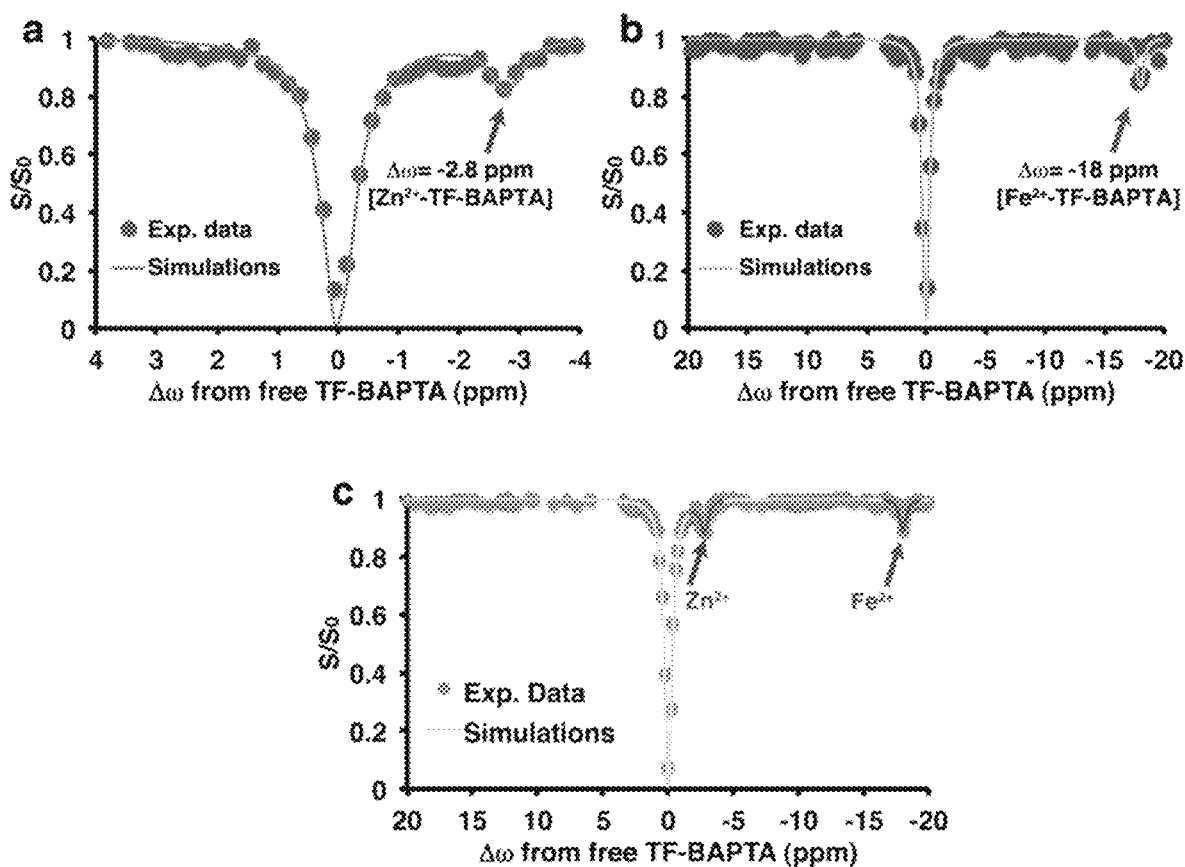 a
1
0.8
0.6
0.4
0.2
0
S/S0
Δω= -2.8 ppm
[Zn²⁺-TF-BAPTA]
Exp. data
Simulations
4 3 2 1 0 -1 -2 -3 -4
Δω from free TF-BAPTA (ppm)
b
1
0.8
0.6
0.4
0.2
0
S/S0
Δω= -18 ppm
[Fe²⁺-TF-BAPTA]
Exp. data
Simulations
20 15 10 5 0 -5 -10 -15 -20
Δω from free TF-BAPTA (ppm)
c
1
0.8
0.6
0.4
0.2
0
S/S0
Zn²⁺
Fe²⁺
Exp. Data
Simulations
20 15 10 5 0 -5 -10 -15 -20
Δω from free TF-BAPTA (ppm)